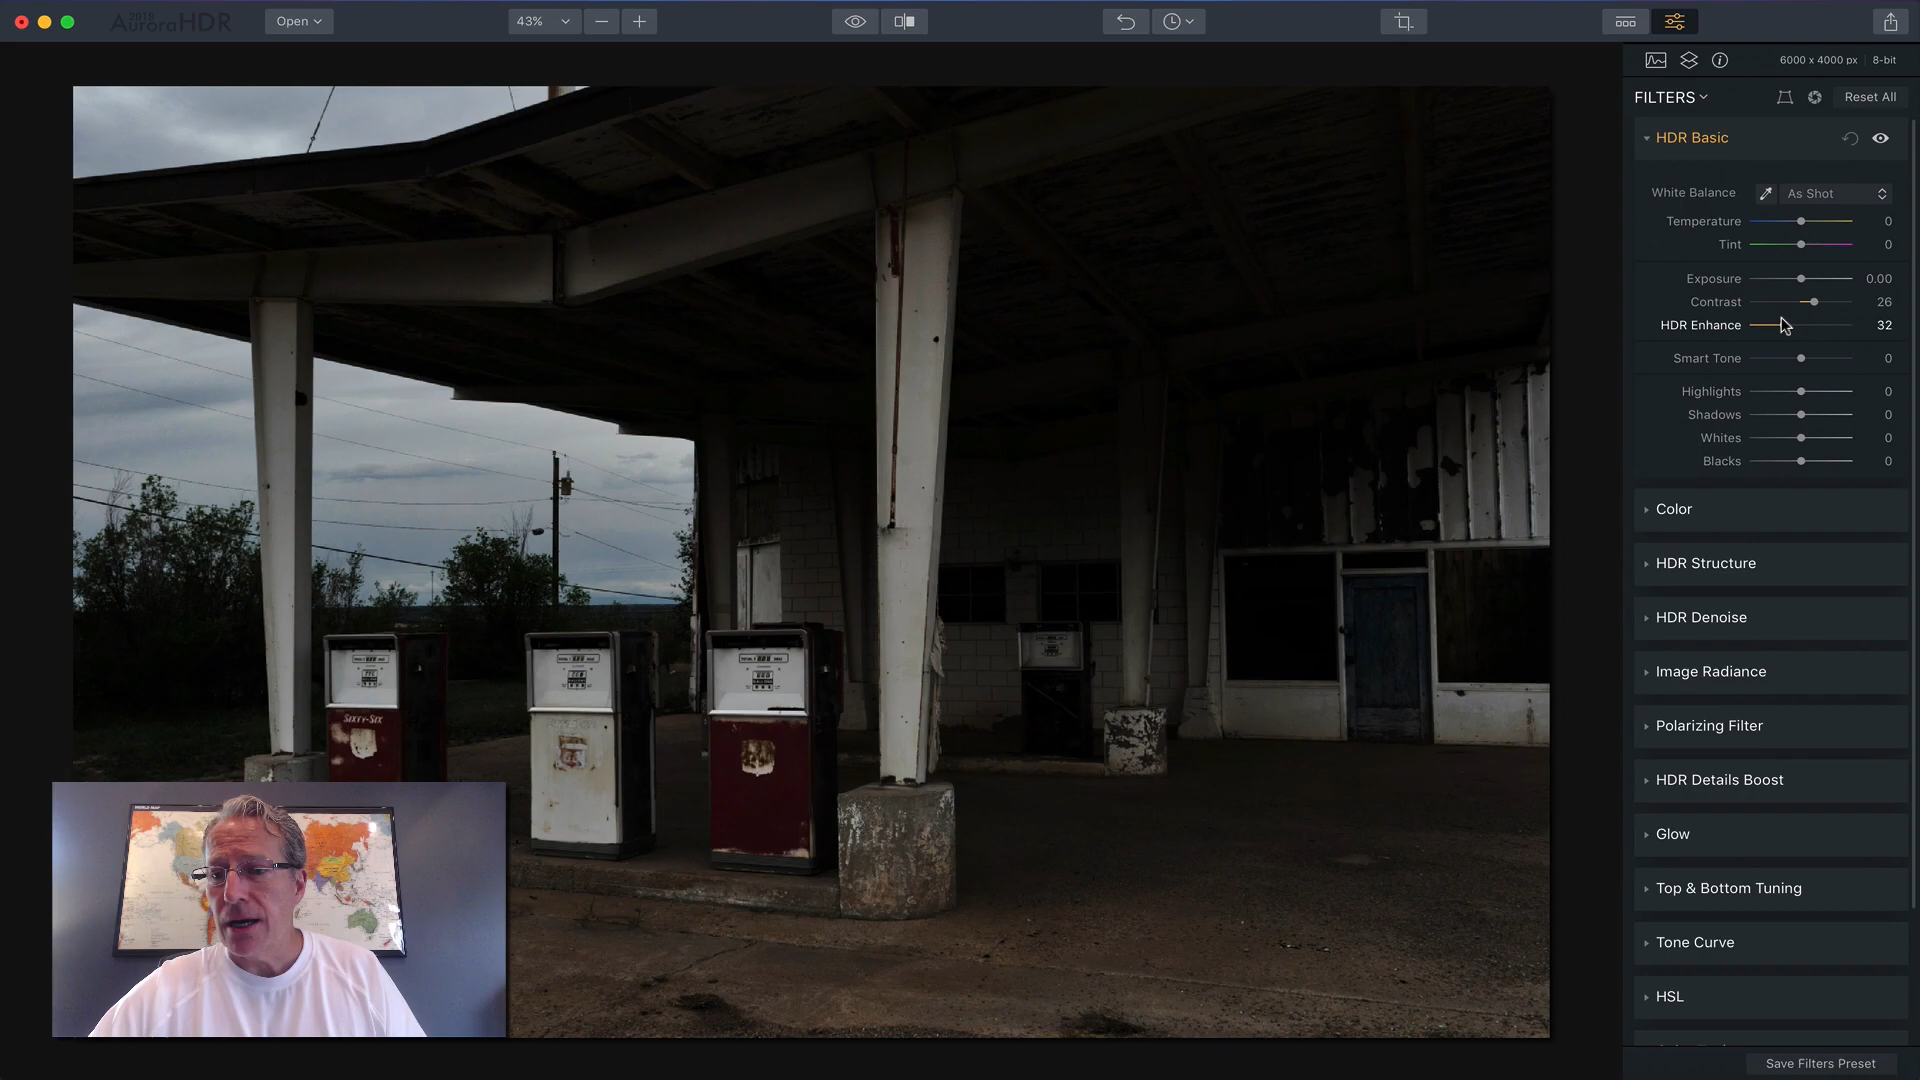 2018
AuroraHDR
Open
43%
6000 x 4000 px
8-bit
FILTERS
Reset All
HDR Basic
White Balance
As Shot
Temperature
0
Tint
0
Exposure
0.00
Contrast
26
HDR Enhance
32
Smart Tone
0
Highlights
0
Shadows
0
Whites
0
Blacks
0
Color
HDR Structure
HDR Denoise
Image Radiance
Polarizing Filter
HDR Details Boost
Glow
Top & Bottom Tuning
Tone Curve
HSL
Save Filters Preset
SIXTY-SIX
WORLD MAP